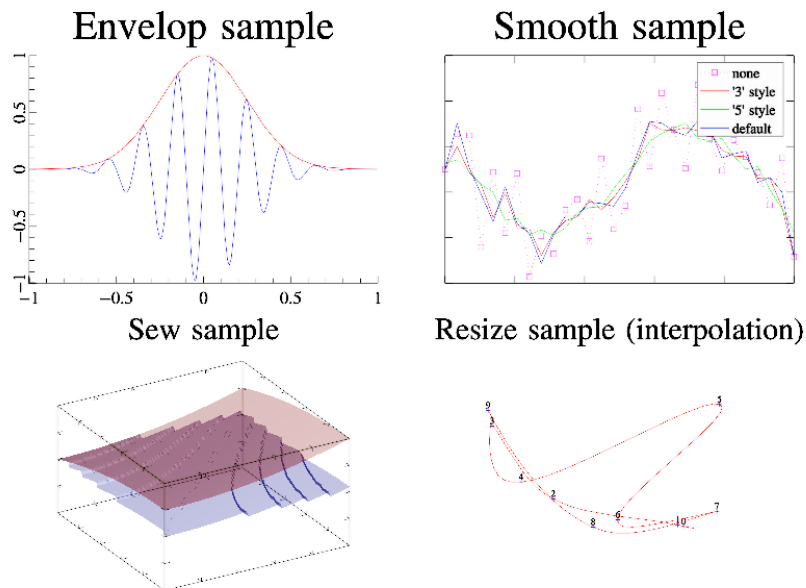 Envelop sample
Smooth sample
none
'3' style
'5' style
default
1
0.5
0
−0.5
−1
−1
−0.5
0
0.5
1
Sew sample
Resize sample (interpolation)
9
5
3
4
2
6
7
8
10